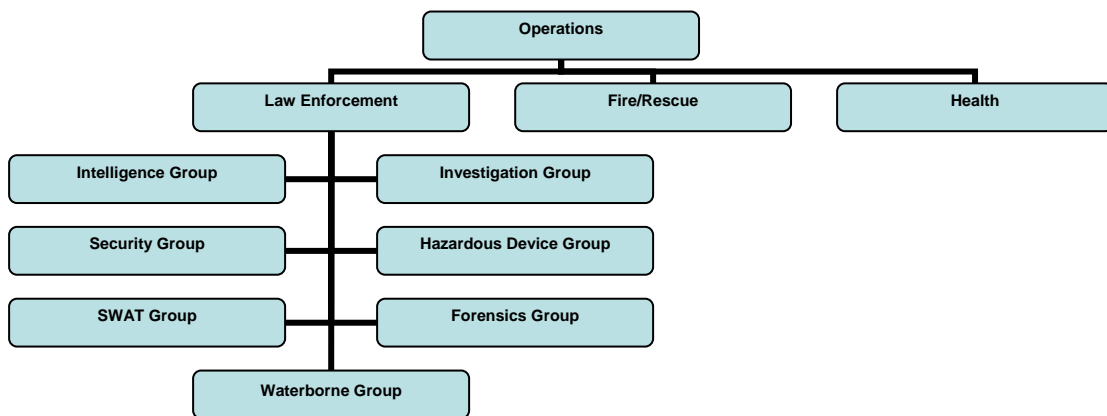 Operations
Law Enforcement
Fire/Rescue
Health
Intelligence Group
Investigation Group
Security Group
Hazardous Device Group
SWAT Group
Forensics Group
Waterborne Group